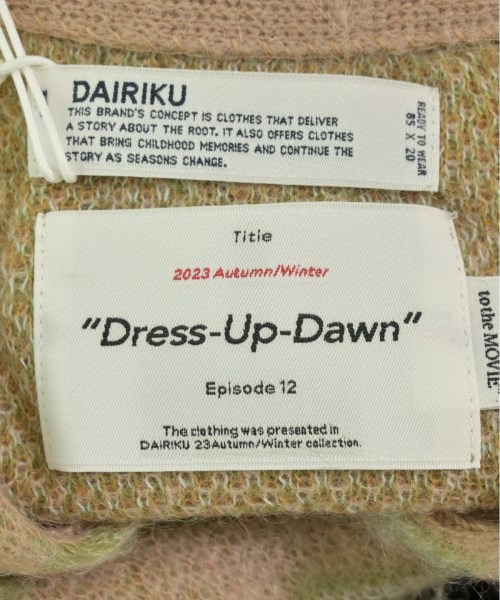 DAIRIKU
THIS BRAND'S CONCEPT IS CLOTHES THAT DELIVER
A STORY ABOUT THE ROOT. IT ALSO OFFERS CLOTHES
THAT BRING CHILDHOOD MEMORIES AND CONTINUE THE
STORY AS SEASONS CHANGE.
READY TO WEAR
85 X 20
Title
2023 Autumn/Winter
"Dress-Up-Dawn"
Episode 12
The clothing was presented in
DAIRIKU 23Autumn/Winter collection.
to the MOVIE